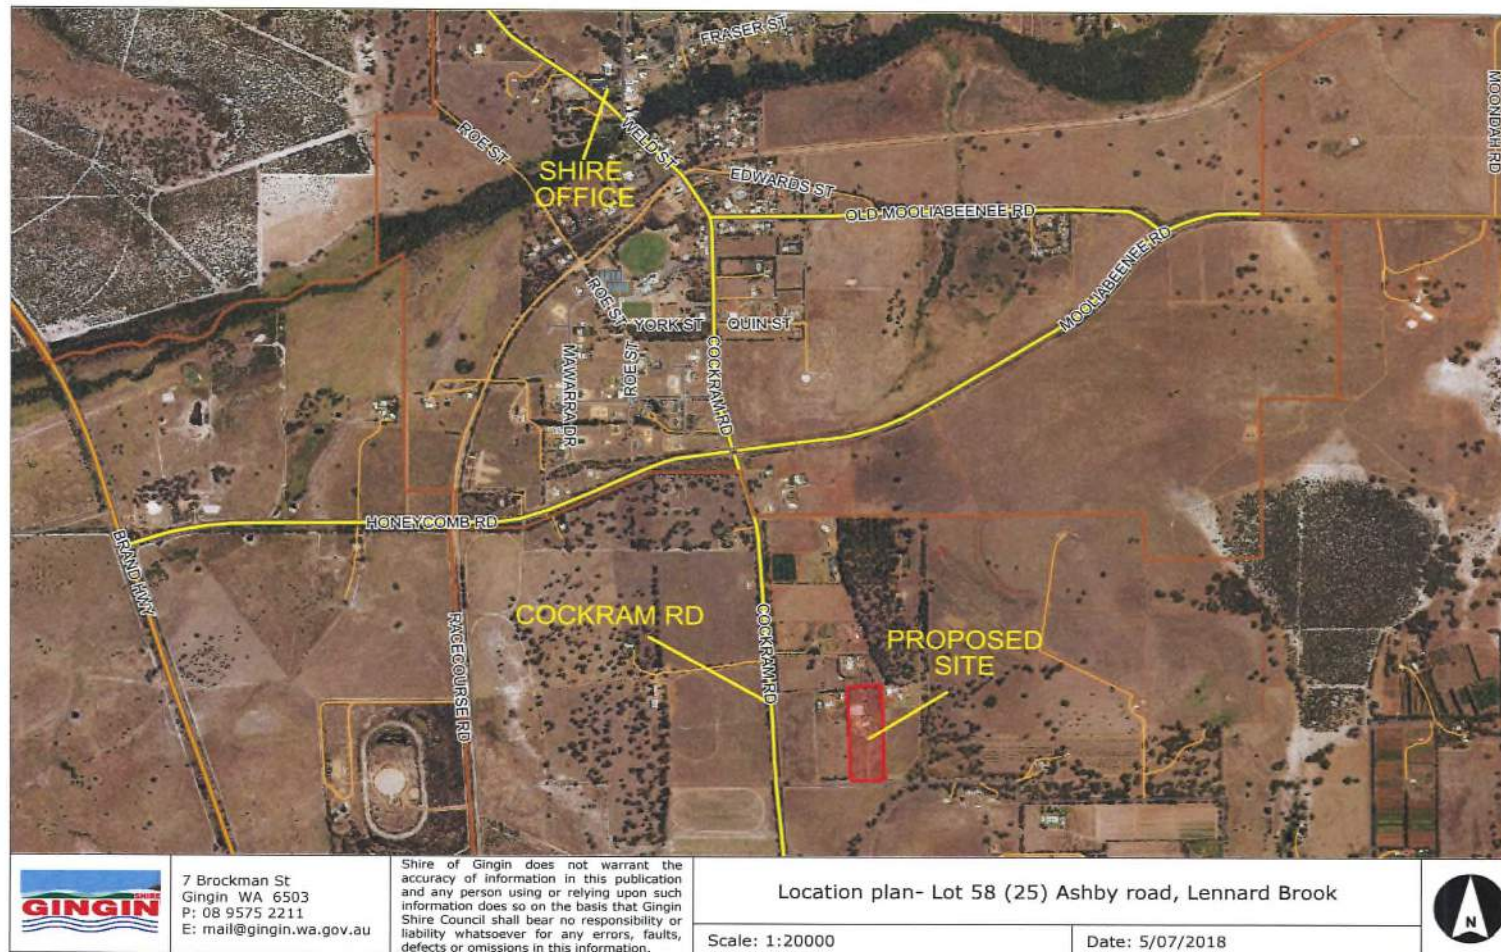 FRASER ST
MOONDAH RD
ROE ST
WELD ST
SHIRE
OFFICE
EDWARDS ST
OLD MOOLIABEENEE RD
MOOLIABEENEE RD
ROE ST
YORK ST
QUIN ST
MAWARRA DR
ROE ST
COCKRAM RD
HONEYCOMB RD
BRAND HWY
RACECOURSE RD
COCKRAM RD
COCKRAM RD
PROPOSED
SITE
SHIRE
GINGIN
7 Brockman St
Gingin WA 6503
P: 08 9575 2211
E: mail@gingin.wa.gov.au
Shire of Gingin does not warrant the
accuracy of information in this publication
and any person using or relying upon such
information does so on the basis that Gingin
Shire Council shall bear no responsibility or
liability whatsoever for any errors, faults,
defects or omissions in this information.
Location plan- Lot 58 (25) Ashby road, Lennard Brook
Scale: 1:20000
Date: 5/07/2018
N